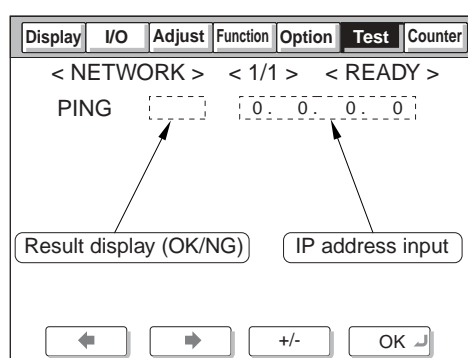 Display I/O Adjust Function Option Test Counter
< NETWORK > < 1/1 > < READY >
PING 0. 0. 0. 0
Result display (OK/NG) IP address input
+/- OK